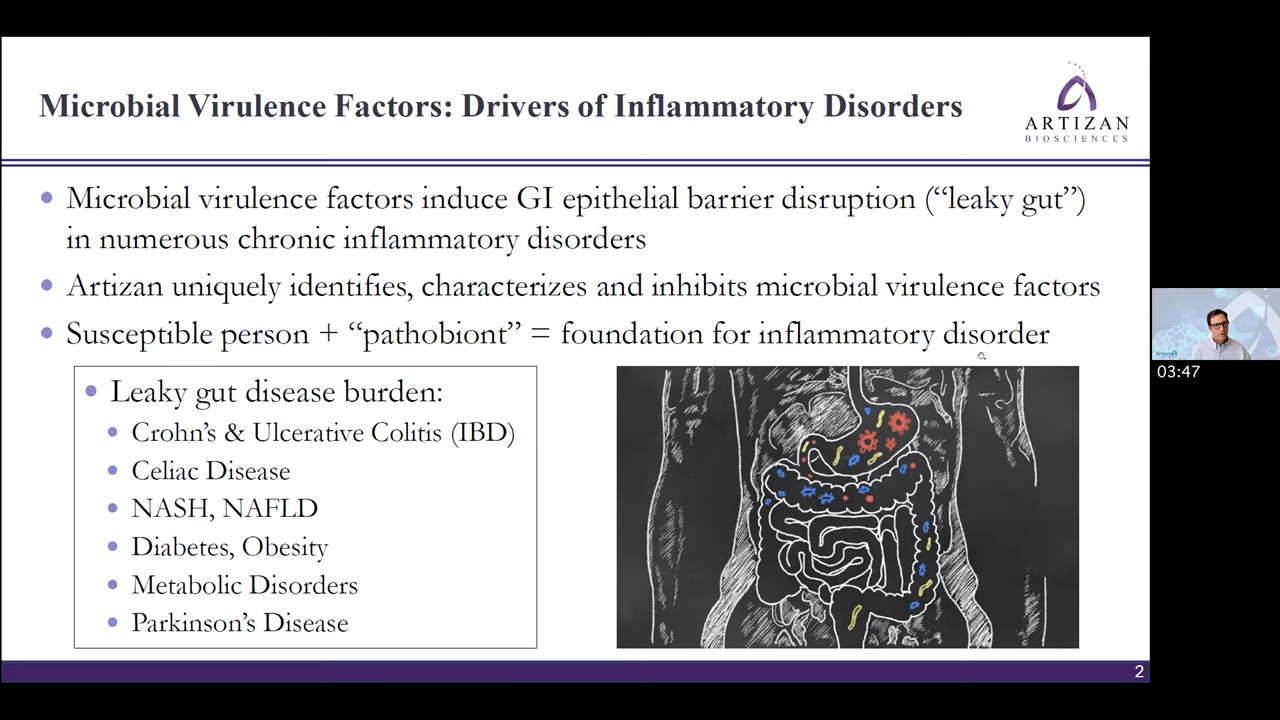 Microbial Virulence Factors: Drivers of Inflammatory Disorders
ARTIZAN
BIOSCIENCES
• Microbial virulence factors induce GI epithelial barrier disruption (“leaky gut”)
in numerous chronic inflammatory disorders
• Artizan uniquely identifies, characterizes and inhibits microbial virulence factors
• Susceptible person + “pathobiont” = foundation for inflammatory disorder
• Leaky gut disease burden:
• Crohn’s & Ulcerative Colitis (IBD)
• Celiac Disease
• NASH, NAFLD
• Diabetes, Obesity
• Metabolic Disorders
• Parkinson’s Disease
03:47
2